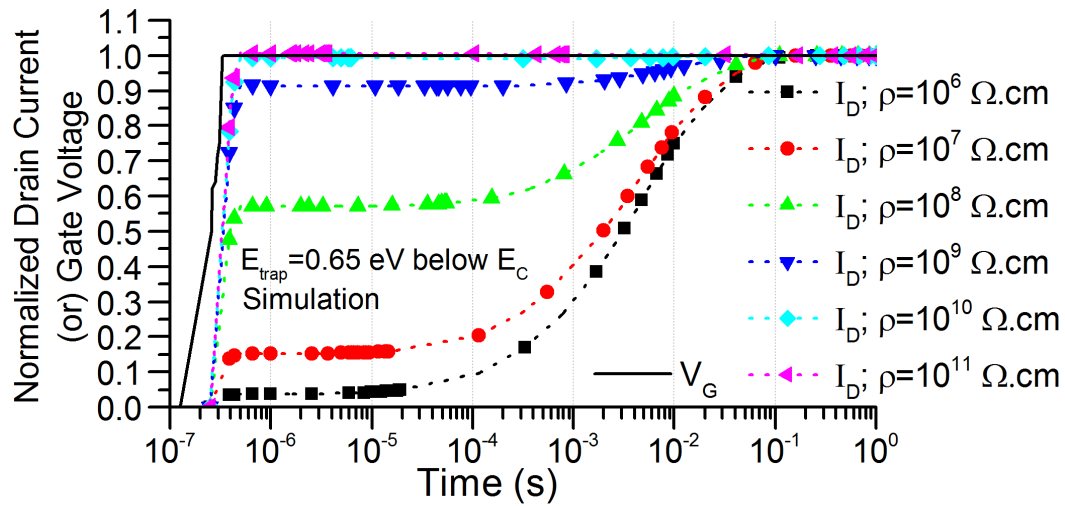 Normalized Drain Current
(or) Gate Voltage
1.1
1.0
0.9
0.8
0.7
0.6
0.5
0.4
0.3
0.2
0.1
0.0
E_trap=0.65 eV below E_C
Simulation
V_G
I_D; ρ=10^6 Ω.cm
I_D; ρ=10^7 Ω.cm
I_D; ρ=10^8 Ω.cm
I_D; ρ=10^9 Ω.cm
I_D; ρ=10^10 Ω.cm
I_D; ρ=10^11 Ω.cm
10^-7 10^-6 10^-5 10^-4 10^-3 10^-2 10^-1 10^0
Time (s)